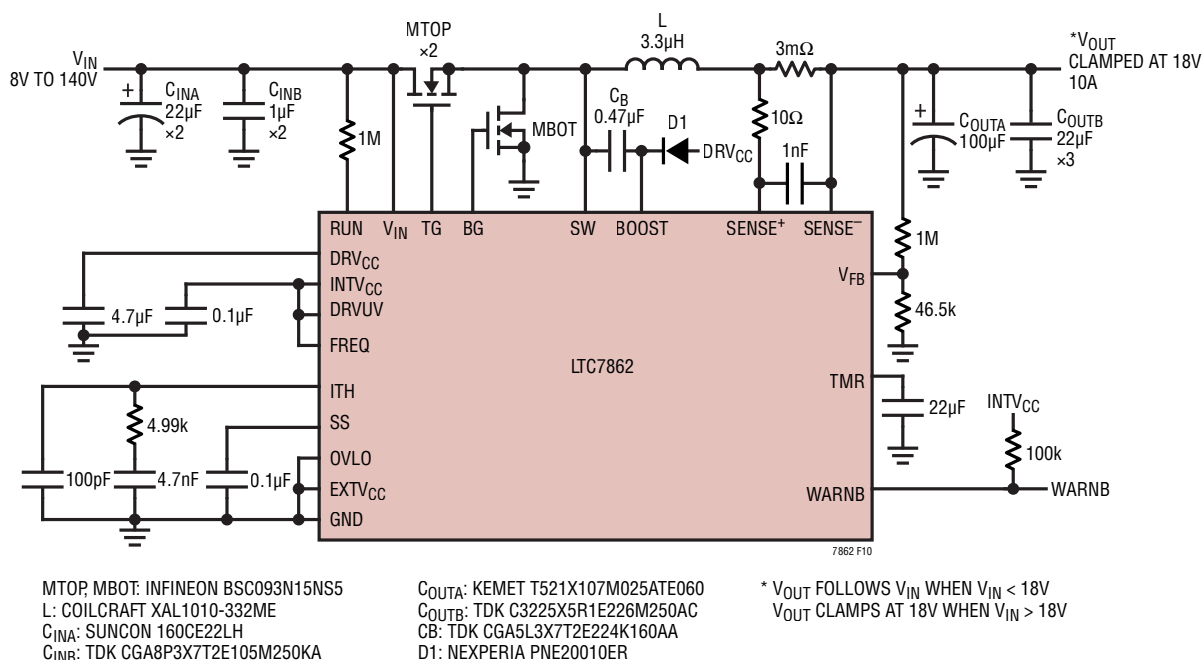 VIN
8V TO 140V
CINA
22µF
×2
CINB
1µF
×2
1M
MTOP
×2
MBOT
CB
0.47µF
D1
DRVCC
L
3.3µH
3mΩ
10Ω
1nF
*VOUT
CLAMPED AT 18V
10A
COUTA
100µF
COUTB
22µF
×3
RUN VIN TG BG SW BOOST SENSE+ SENSE–
DRVCC
INTVCC
DRVUV
FREQ
ITH
SS
OVLO
EXTVCC
GND
LTC7862
VFB
TMR
WARNB
4.7µF
0.1µF
4.99k
100pF
4.7nF
0.1µF
1M
46.5k
22µF
INTVCC
100k
WARNB
7862 F10
MTOP, MBOT: INFINEON BSC093N15NS5
L: COILCRAFT XAL1010-332ME
CINA: SUNCON 160CE22LH
CINB: TDK CGA8P3X7T2E105M250KA
COUTA: KEMET T521X107M025ATE060
COUTB: TDK C3225X5R1E226M250AC
CB: TDK CGA5L3X7T2E224K160AA
D1: NEXPERIA PNE20010ER
* VOUT FOLLOWS VIN WHEN VIN < 18V
VOUT CLAMPS AT 18V WHEN VIN > 18V